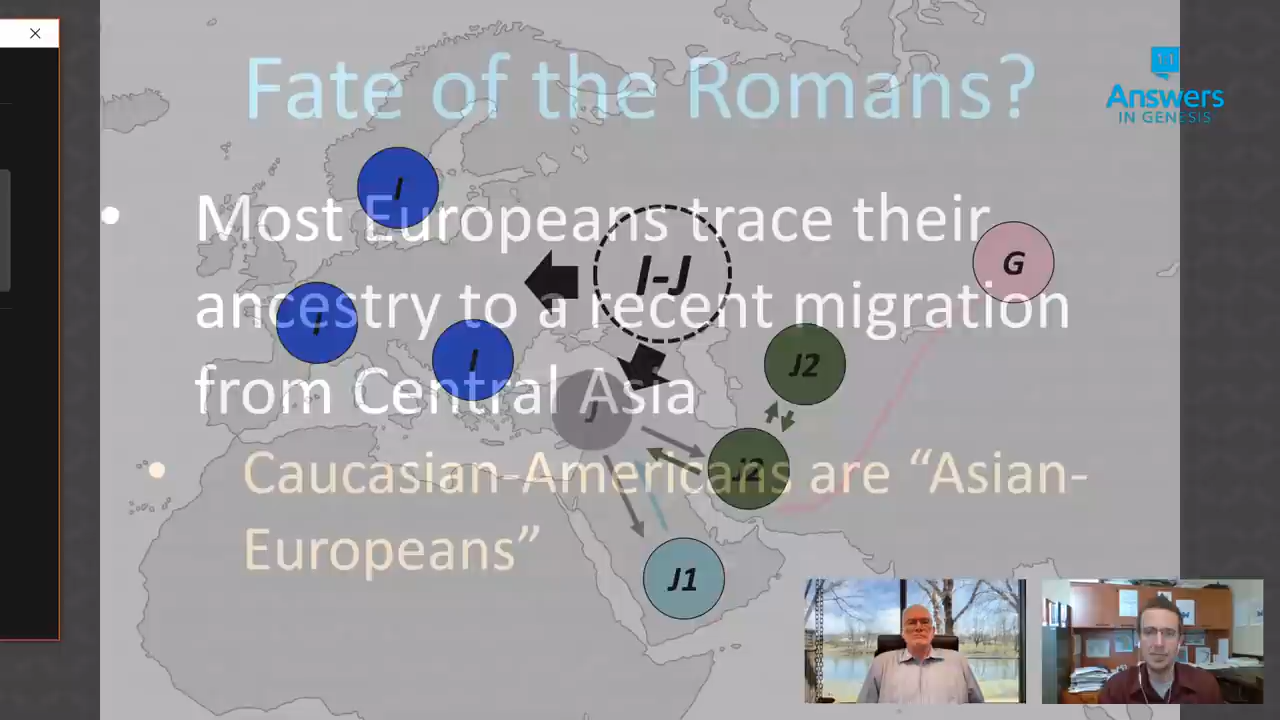 Fate of the Romans?
Answers
IN GENESIS
I
• Most Europeans trace their
I-J
G
ancestry to a recent migration
I
I
J2
from Central Asia
J
• Caucasian-Americans are “Asian-
J2
Europeans”
J1